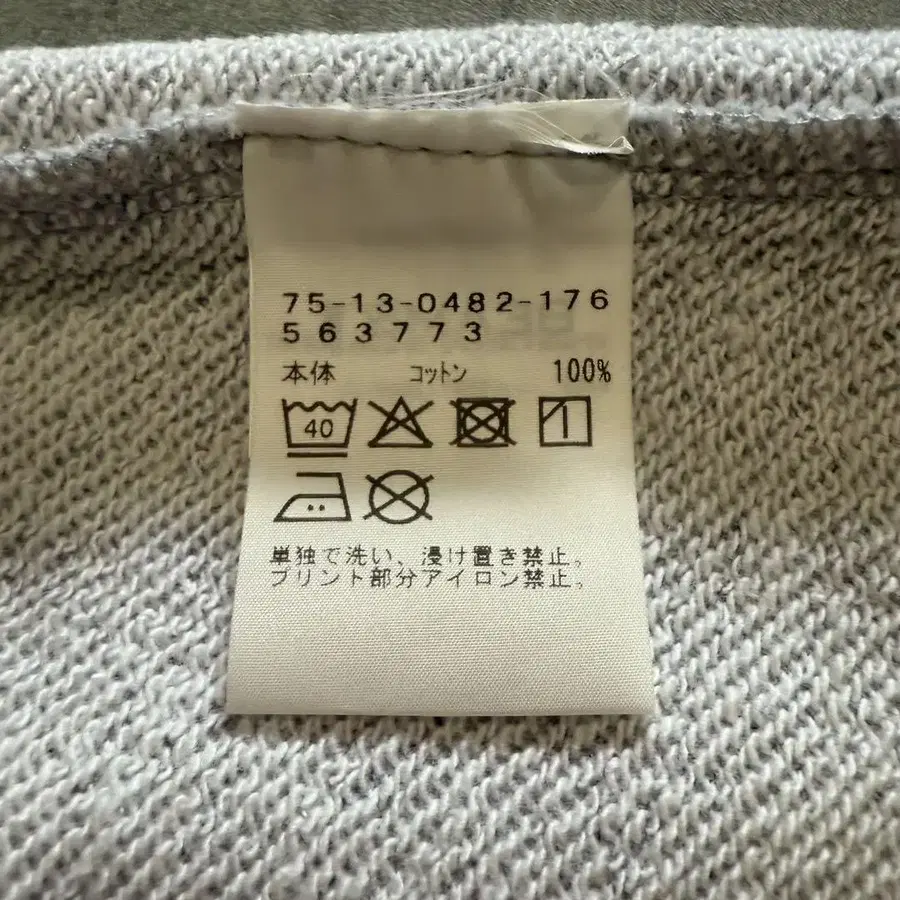 75-13-0482-176
563773
本体 コットン 100%
40
単独で洗い、浸け置き禁止。
プリント部分アイロン禁止。